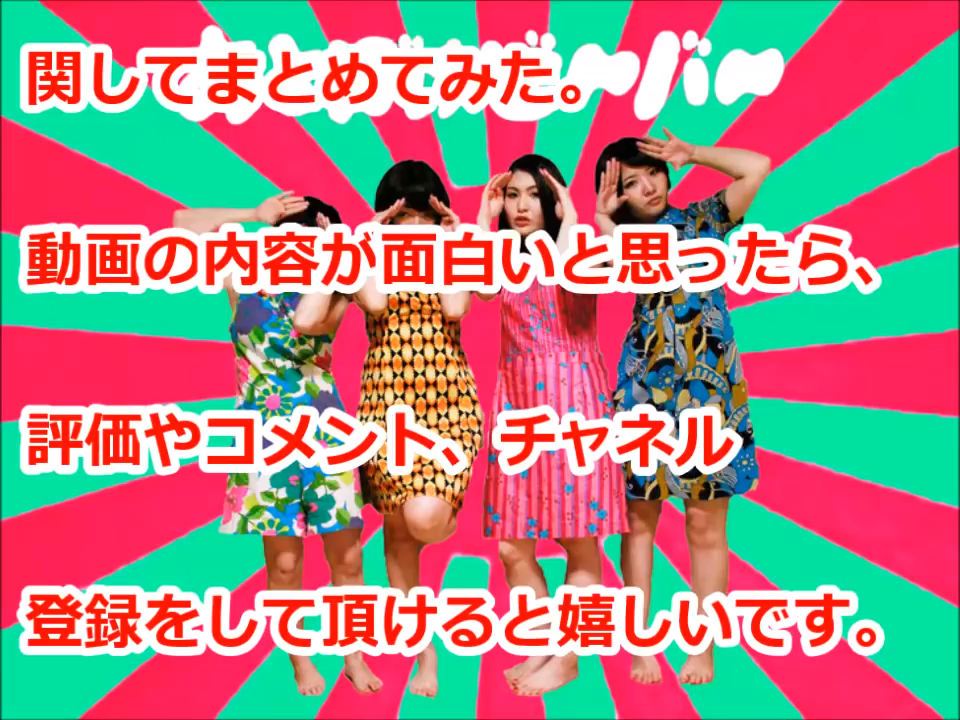 関してまとめてみた。
動画の内容が面白いと思ったら、
評価やコメント、チャネル
登録をして頂けると嬉しいです。